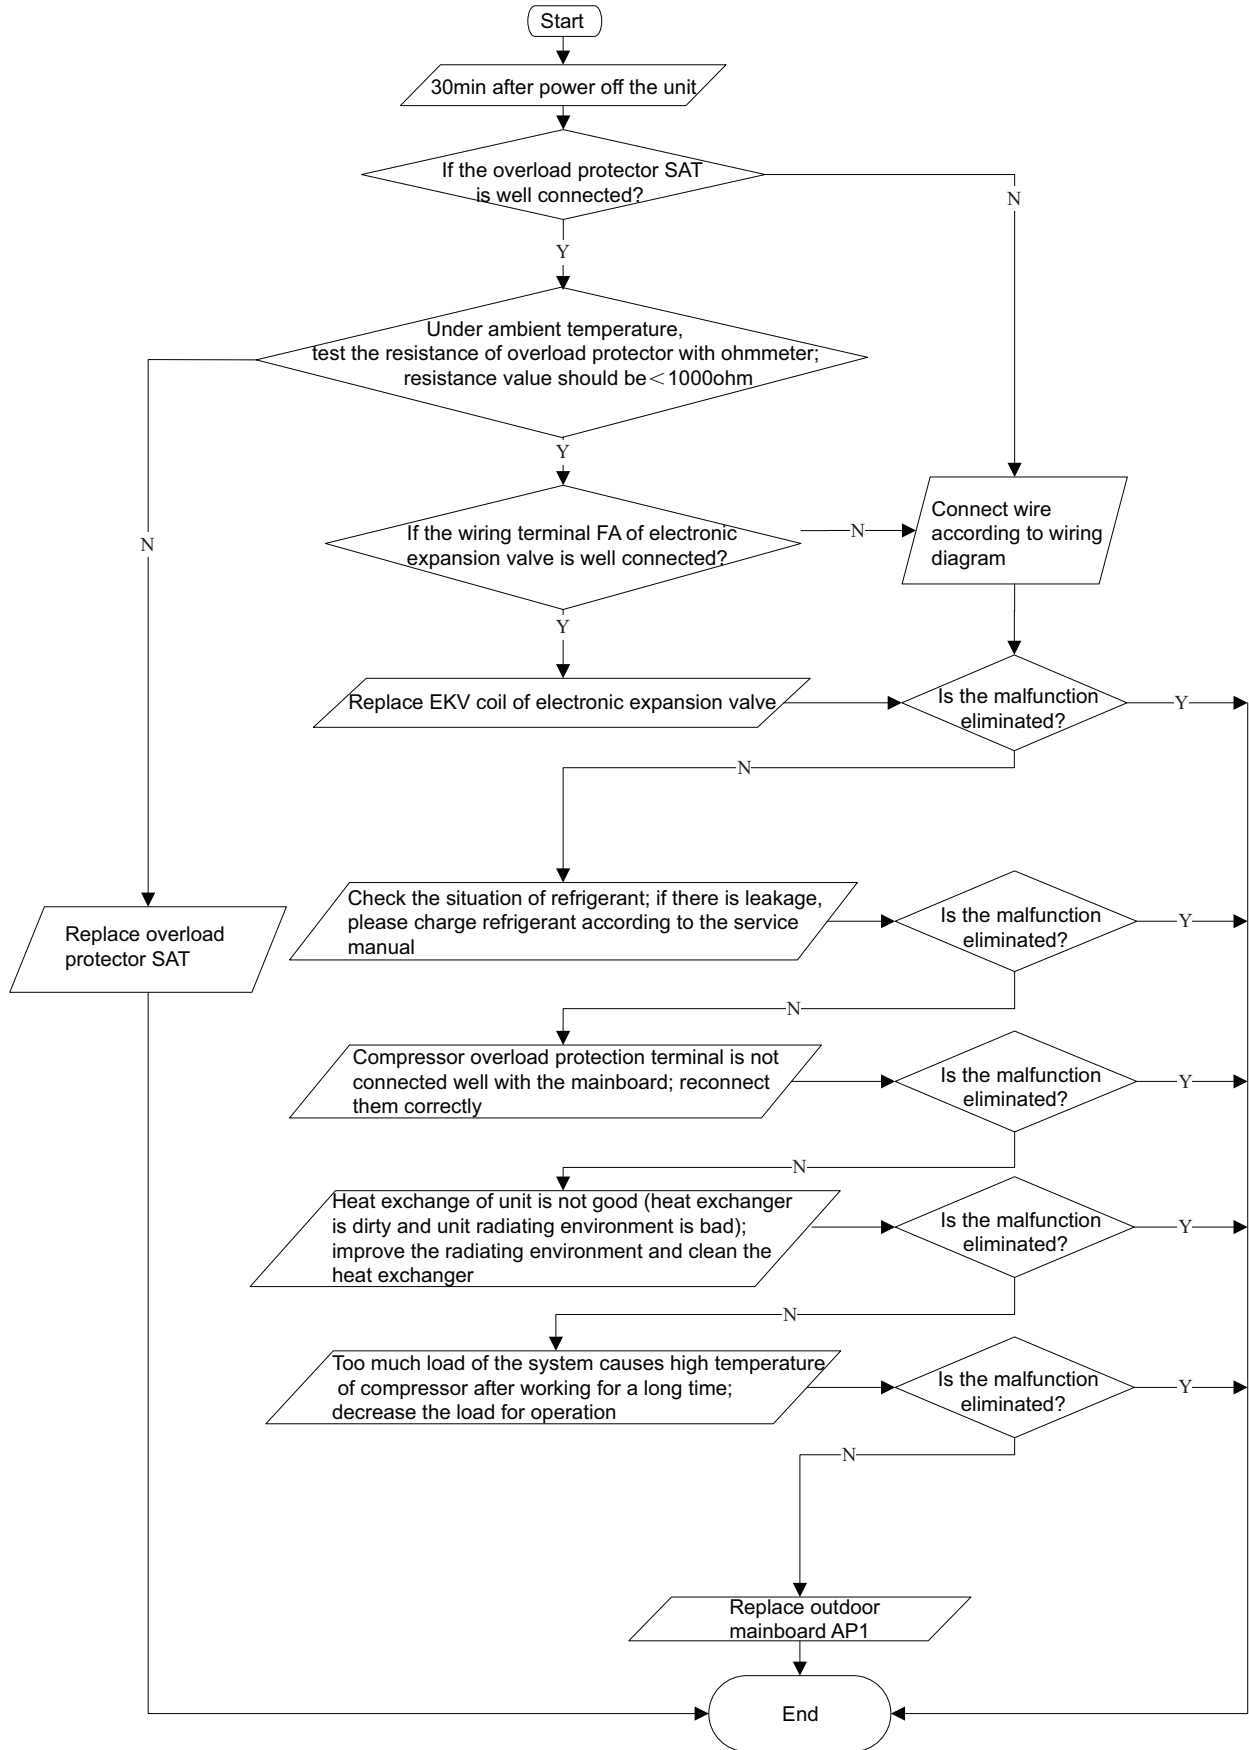 Start
30min after power off the unit
If the overload protector SAT
is well connected?
N
Y
Under ambient temperature,
test the resistance of overload protector with ohmmeter;
resistance value should be＜1000ohm
Y
N
If the wiring terminal FA of electronic
expansion valve is well connected?
N
Connect wire
according to wiring
diagram
Y
Replace EKV coil of electronic expansion valve
Is the malfunction
eliminated?
Y
N
Check the situation of refrigerant; if there is leakage,
please charge refrigerant according to the service
manual
Is the malfunction
eliminated?
Y
Replace overload
protector SAT
N
Compressor overload protection terminal is not
connected well with the mainboard; reconnect
them correctly
Is the malfunction
eliminated?
Y
N
Heat exchange of unit is not good (heat exchanger
is dirty and unit radiating environment is bad);
improve the radiating environment and clean the
heat exchanger
Is the malfunction
eliminated?
Y
N
Too much load of the system causes high temperature
of compressor after working for a long time;
decrease the load for operation
Is the malfunction
eliminated?
Y
N
Replace outdoor
mainboard AP1
End